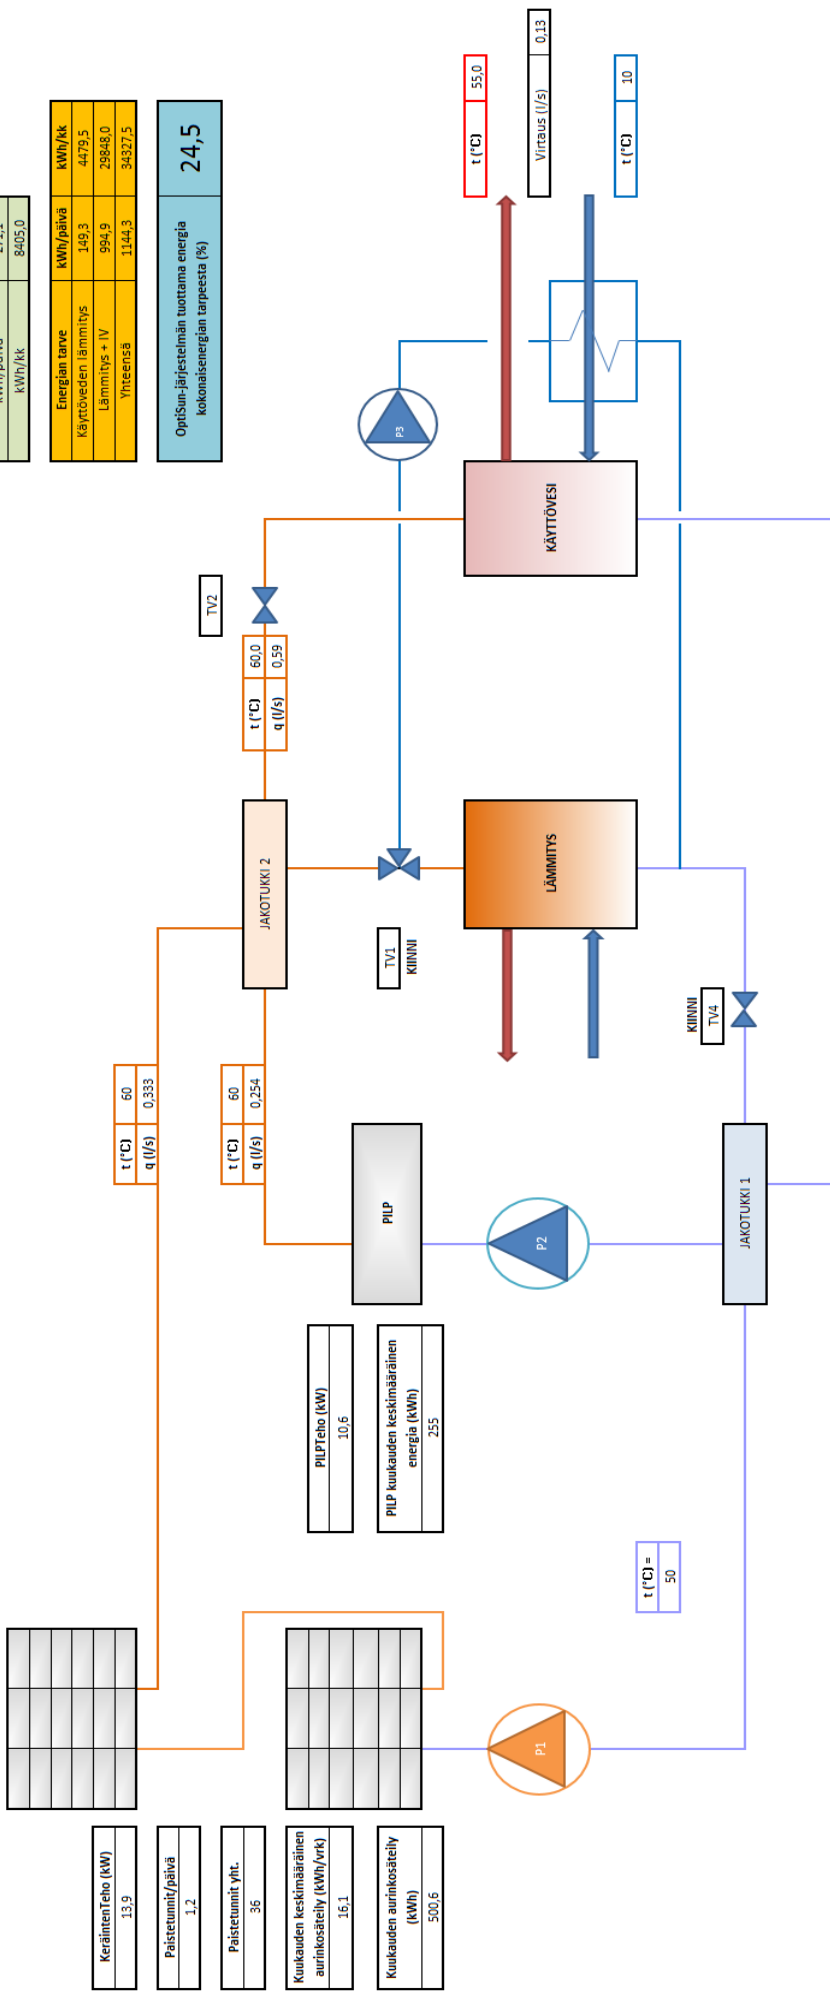 kWh/kk 8405,0
Energian tarve kWh/päivä kWh/kk
Käyttöveden lämmitys 149,3 4479,5
Lämmitys + IV 994,9 29848,0
Yhteensä 1144,3 34327,5
OptiSun-järjestelmän tuottama energia
kokonaisenergian tarpeesta (%)
24,5
KeräintenTeho (kW)
13,9
Paistetunnit/päivä
1,2
Paistetunnit yht.
36
Kuukauden keskimääräinen
aurinkosäteily (kWh/vrk)
16,1
Kuukauden aurinkosäteily
(kWh)
500,6
t (°C) 60
q (l/s) 0,333
t (°C) 60
q (l/s) 0,254
JAKOTUKKI 2
t (°C) 60,0
q (l/s) 0,59
TV2
PILPTeho (kW)
10,6
PILP kuukauden keskimääräinen
energia (kWh)
255
PILP
TV1
KIINNI
P3
P1
P2
LÄMMITYS
KÄYTTÖVESI
t (°C) 55,0
Virtaus (l/s) 0,13
t (°C) 10
t (°C) =
50
JAKOTUKKI 1
KIINNI
TV4